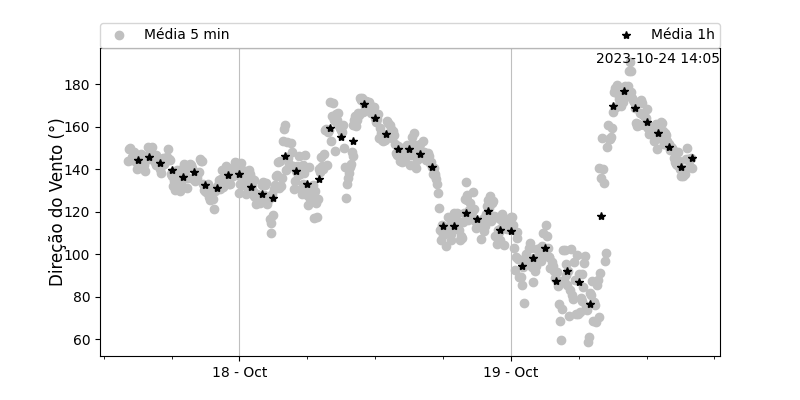 Média 5 min
Média 1h
2023-10-24 14:05
Direção do Vento (°)
180
160
140
120
100
80
60
18 - Oct
19 - Oct